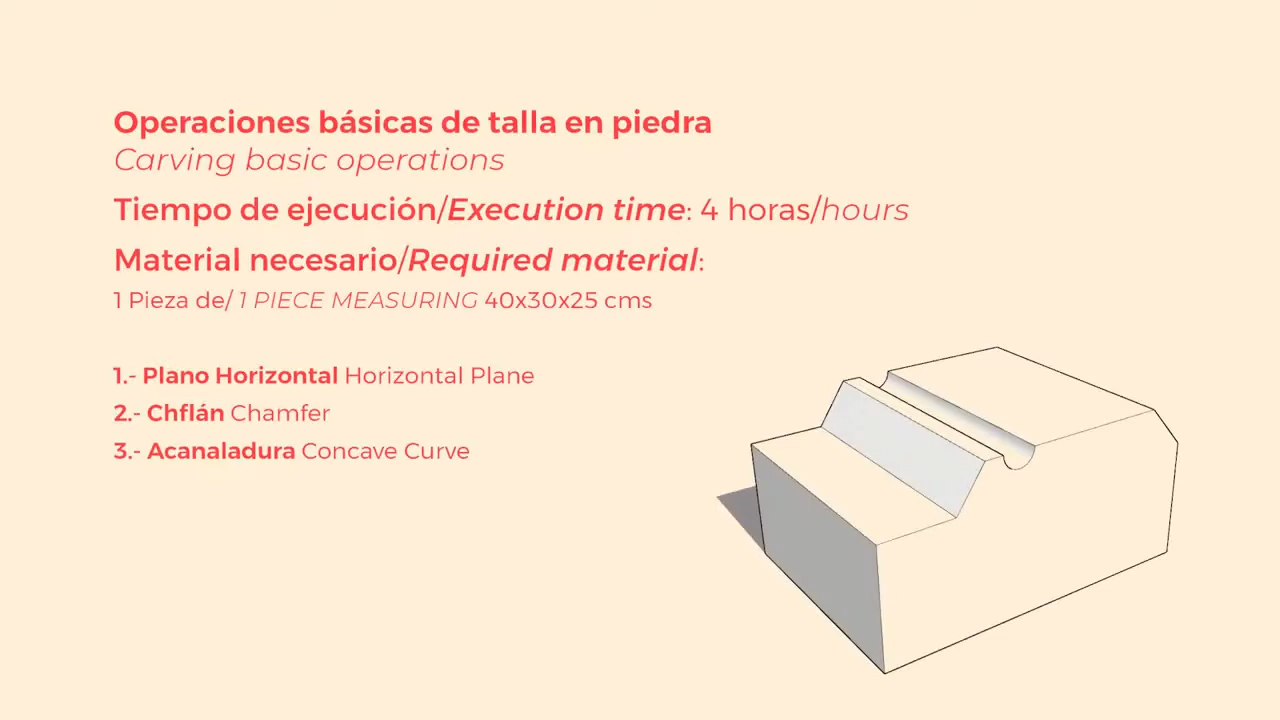 Operaciones básicas de talla en piedra
Carving basic operations
Tiempo de ejecución/Execution time: 4 horas/hours
Material necesario/Required material:
1 Pieza de/ 1 PIECE MEASURING 40x30x25 cms
1.- Plano Horizontal Horizontal Plane
2.- Chflán Chamfer
3.- Acanaladura Concave Curve